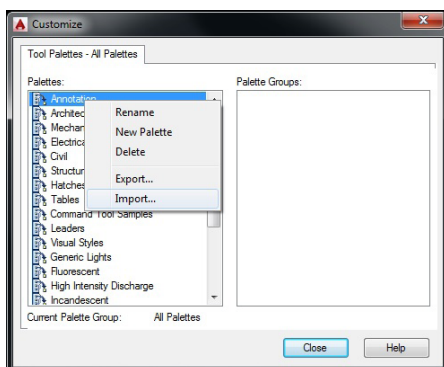 Customize
Tool Palettes - All Palettes
Palettes:
Palette Groups:
Annotation
Rename
New Palette
Delete
Export...
Import...
Civil
Hatches
Tables
Command Tool Samples
Leaders
Visual Styles
Generic Lights
Fluorescent
High Intensity Discharge
Incandescent
Current Palette Group: All Palettes
Close
Help